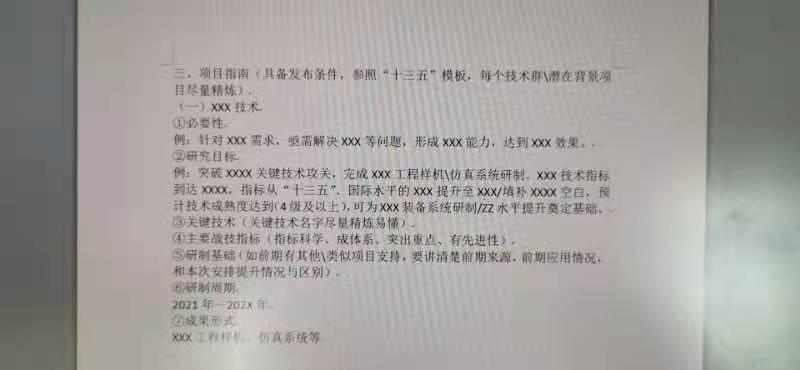 三、项目指南（具备发布条件，参照“十三五”模板，每个技术群\潜在背景项
目尽量精炼）.
（一）XXX 技术.
①必要性.
例：针对 XXX 需求，亟需解决 XXX 等问题，形成 XXX 能力，达到 XXX 效果。.
②研究目标.
例：突破 XXXX 关键技术攻关，完成 XXX 工程样机\仿真系统研制。XXX 技术指标
到达 XXXX，指标从“十三五”、国际水平的 XXX 提升至 XXX/填补 XXXX 空白，预
计技术成熟度达到（4 级及以上），可为 XXX 装备系统研制/ZZ 水平提升奠定基础。.
③关键技术（关键技术名字尽量精炼易懂）.
④主要战技指标（指标科学、成体系、突出重点、有先进性）.
⑤研制基础（如前期有其他\类似项目支持，要讲清楚前期来源、前期应用情况，
和本次安排提升情况与区别）.
⑥研制周期.
2021 年—202X 年.
⑦成果形式.
XXX 工程样机、仿真系统等